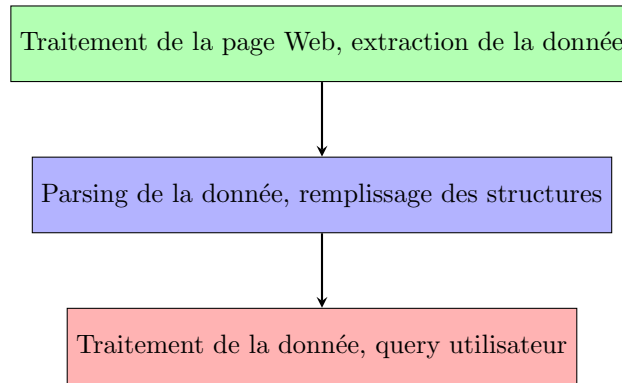 Traitement de la page Web, extraction de la donnée
Parsing de la donnée, remplissage des structures
Traitement de la donnée, query utilisateur